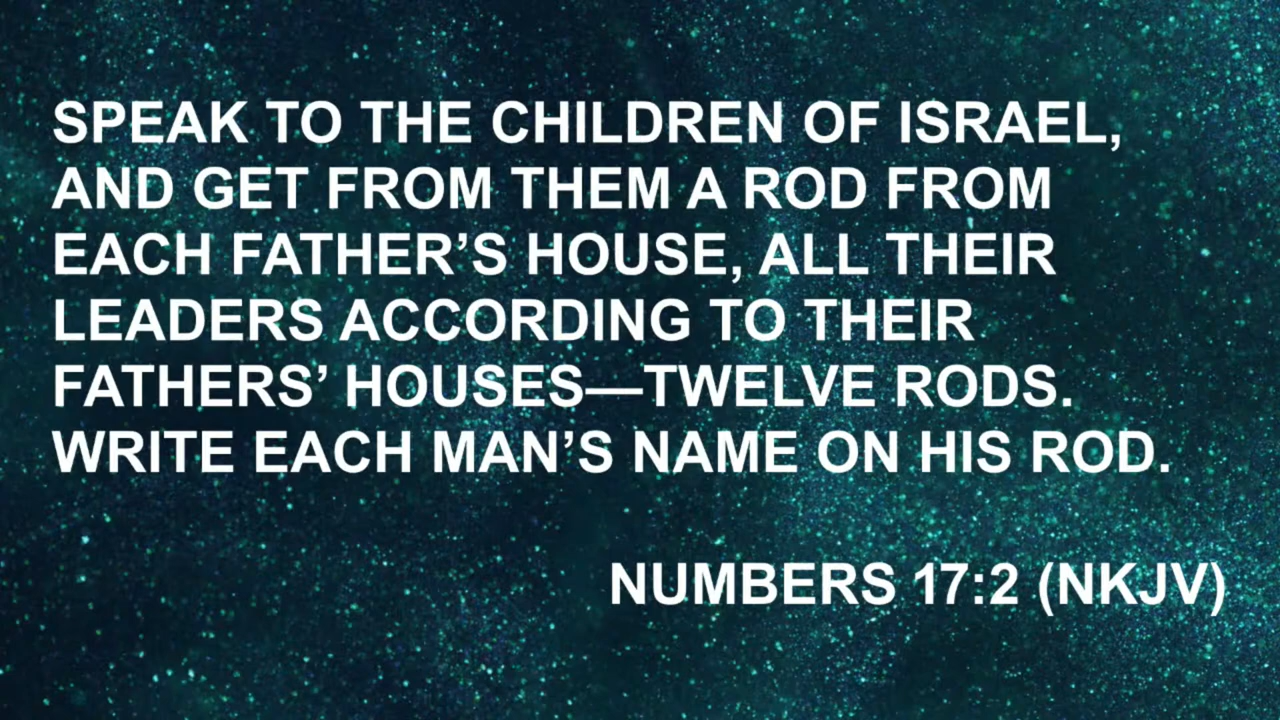 SPEAK TO THE CHILDREN OF ISRAEL,
AND GET FROM THEM A ROD FROM
EACH FATHER’S HOUSE, ALL THEIR
LEADERS ACCORDING TO THEIR
FATHERS’ HOUSES—TWELVE RODS.
WRITE EACH MAN’S NAME ON HIS ROD.
NUMBERS 17:2 (NKJV)